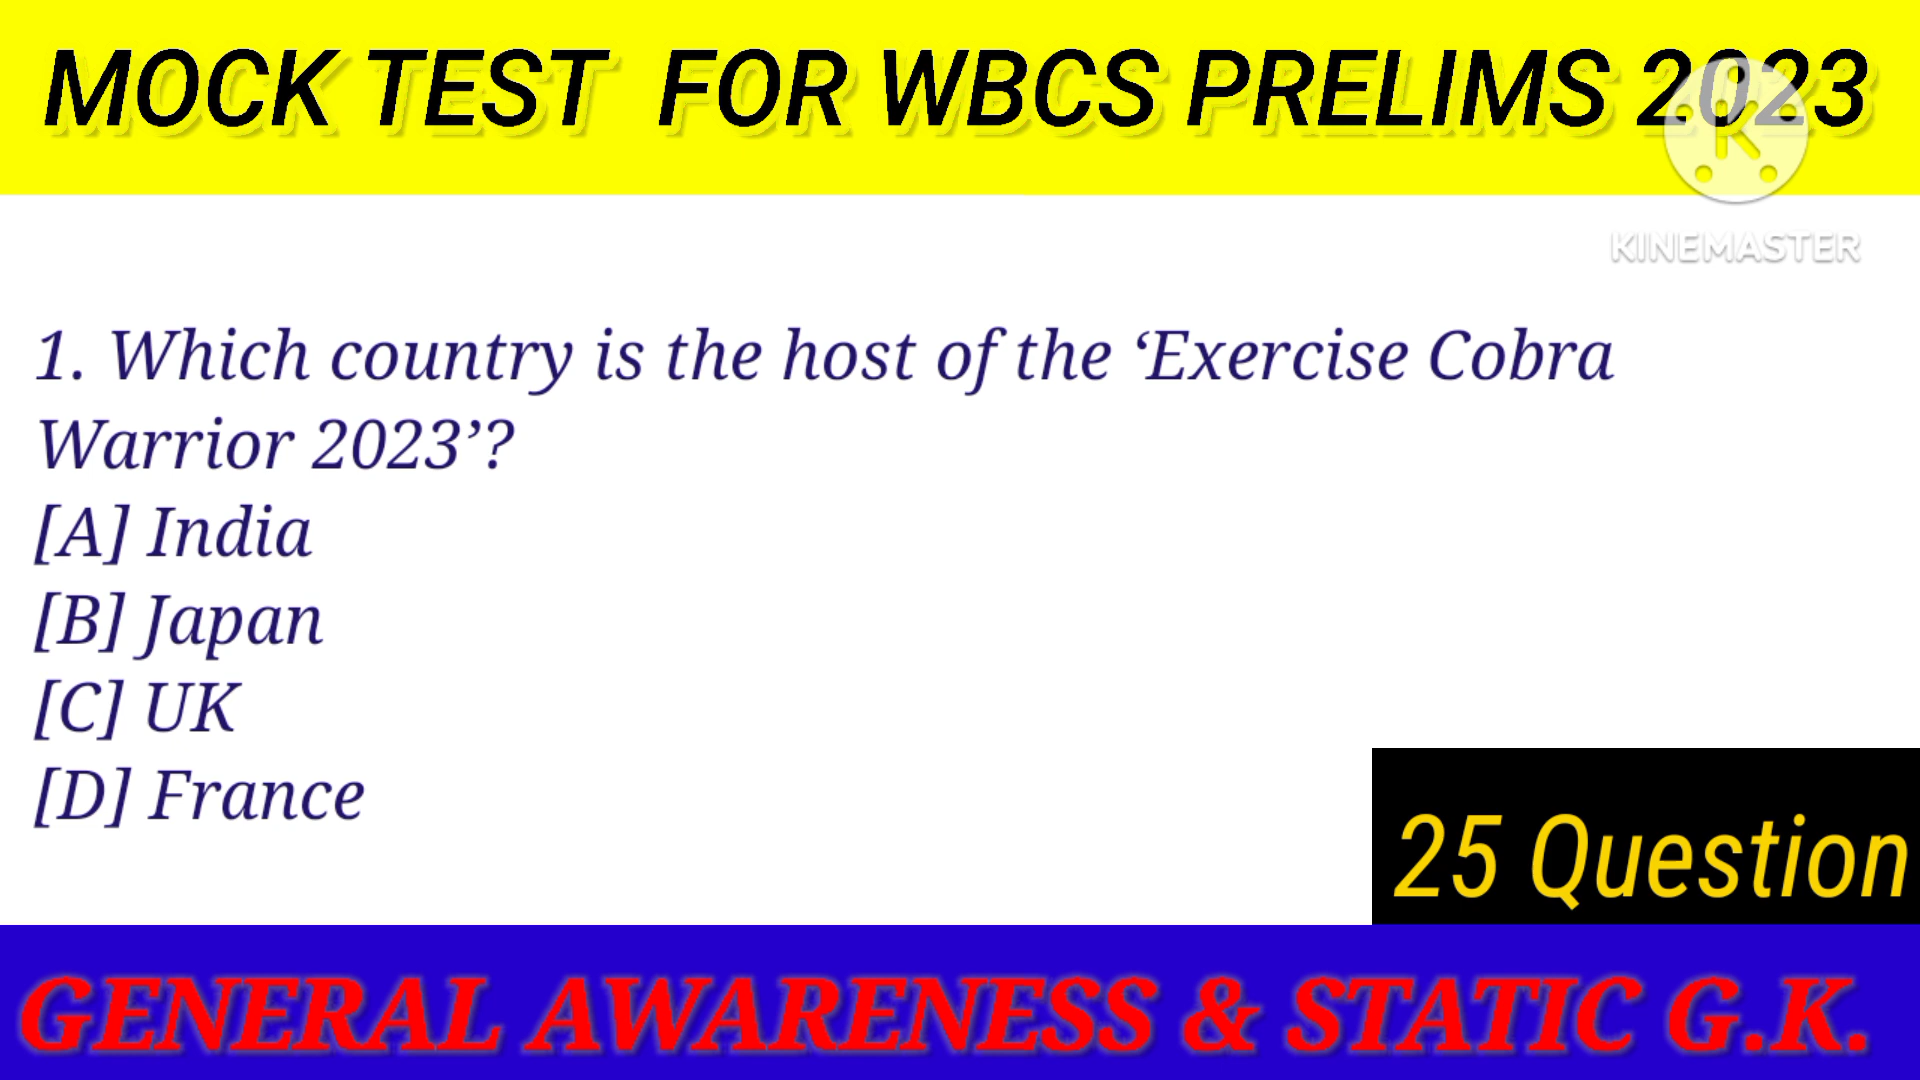 MOCK TEST FOR WBCS PRELIMS 2023
K
KINEMASTER
1. Which country is the host of the ‘Exercise Cobra
Warrior 2023’?
[A] India
[B] Japan
[C] UK
[D] France
25 Question
GENERAL AWARENESS & STATIC G.K.